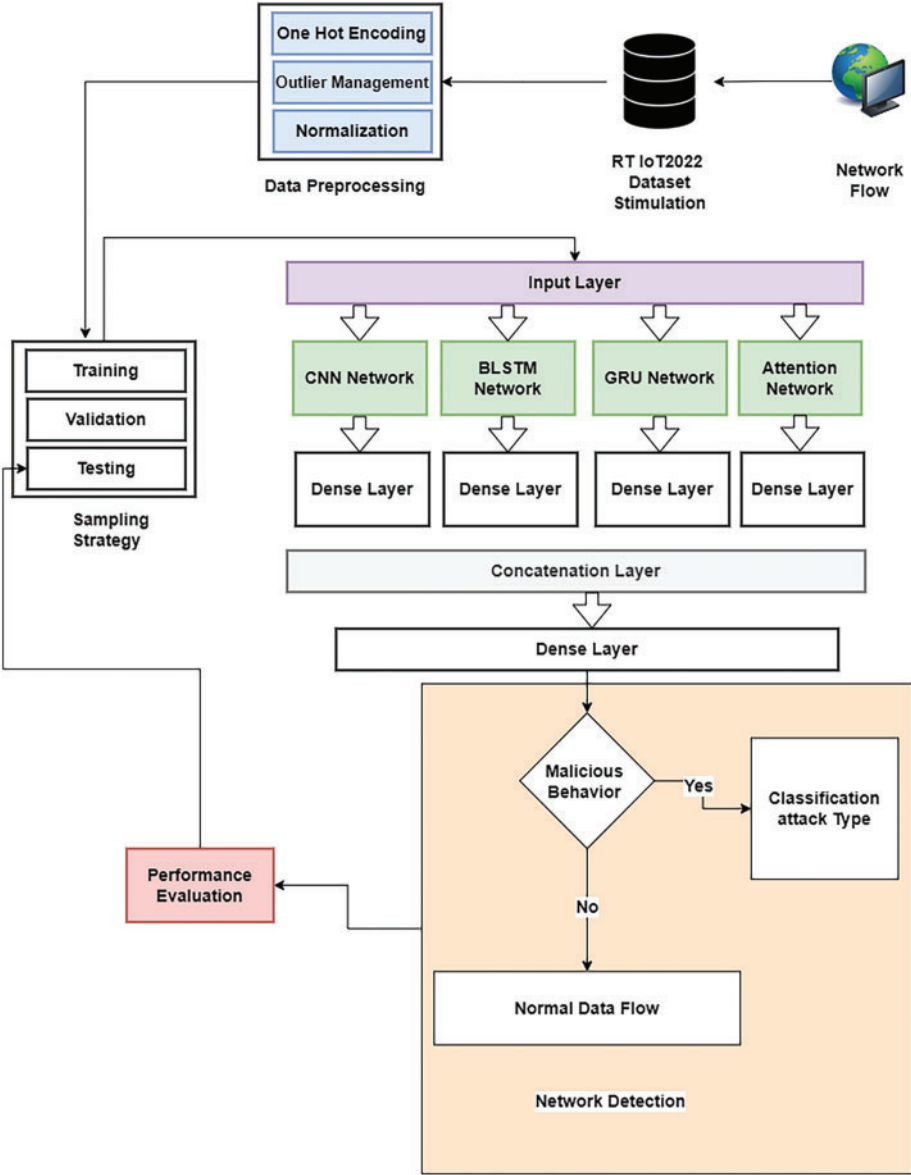 One Hot Encoding
Outlier Management
Normalization
Data Preprocessing
RT IoT2022
Dataset
Stimulation
Network
Flow
Input Layer
Training
Validation
Testing
Sampling
Strategy
CNN Network
BLSTM
Network
GRU Network
Attention
Network
Dense Layer
Dense Layer
Dense Layer
Dense Layer
Concatenation Layer
Dense Layer
Malicious
Behavior
Yes
Classification
attack Type
No
Normal Data Flow
Network Detection
Performance
Evaluation